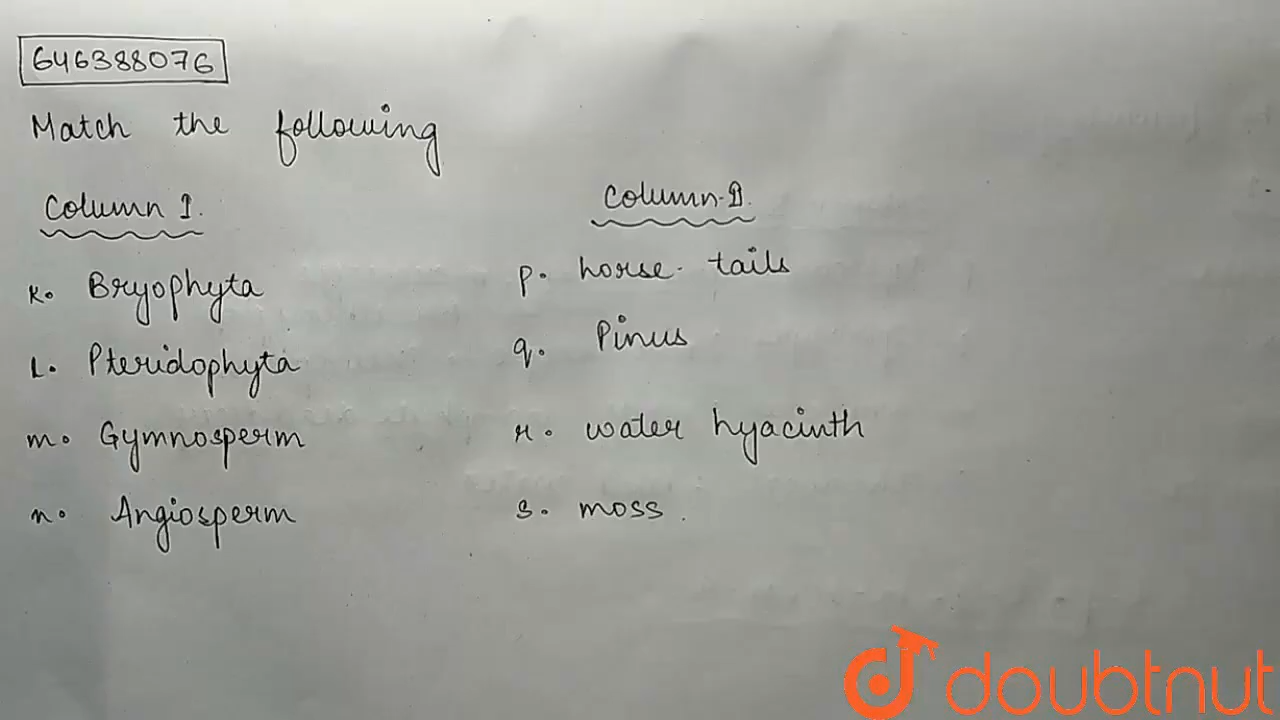 646388076
Match the following
Column I.
Column-II.
K. Bryophyta
p. horse-tails
L. Pteridophyta
q. Pinus
m. Gymnosperm
r. water hyacinth
n. Angiosperm
s. moss.
doubtnut